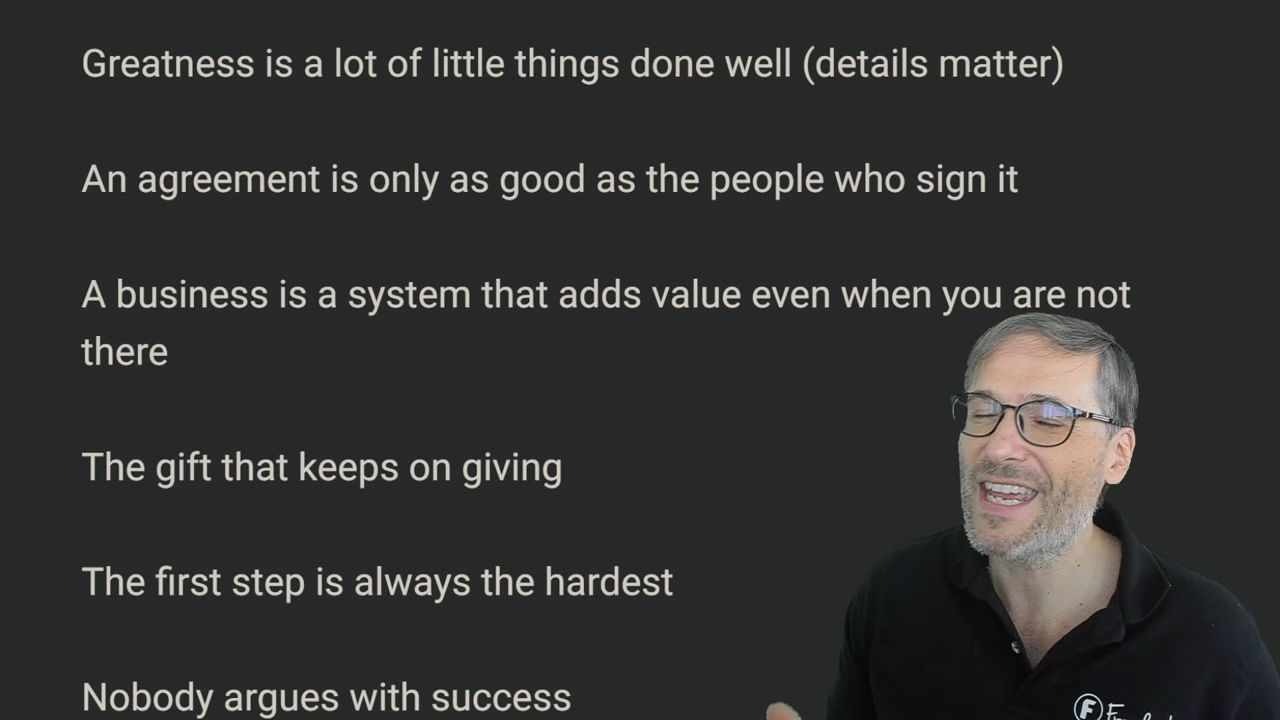 Greatness is a lot of little things done well (details matter)
An agreement is only as good as the people who sign it
A business is a system that adds value even when you are not
there
The gift that keeps on giving
The first step is always the hardest
Nobody argues with success
F